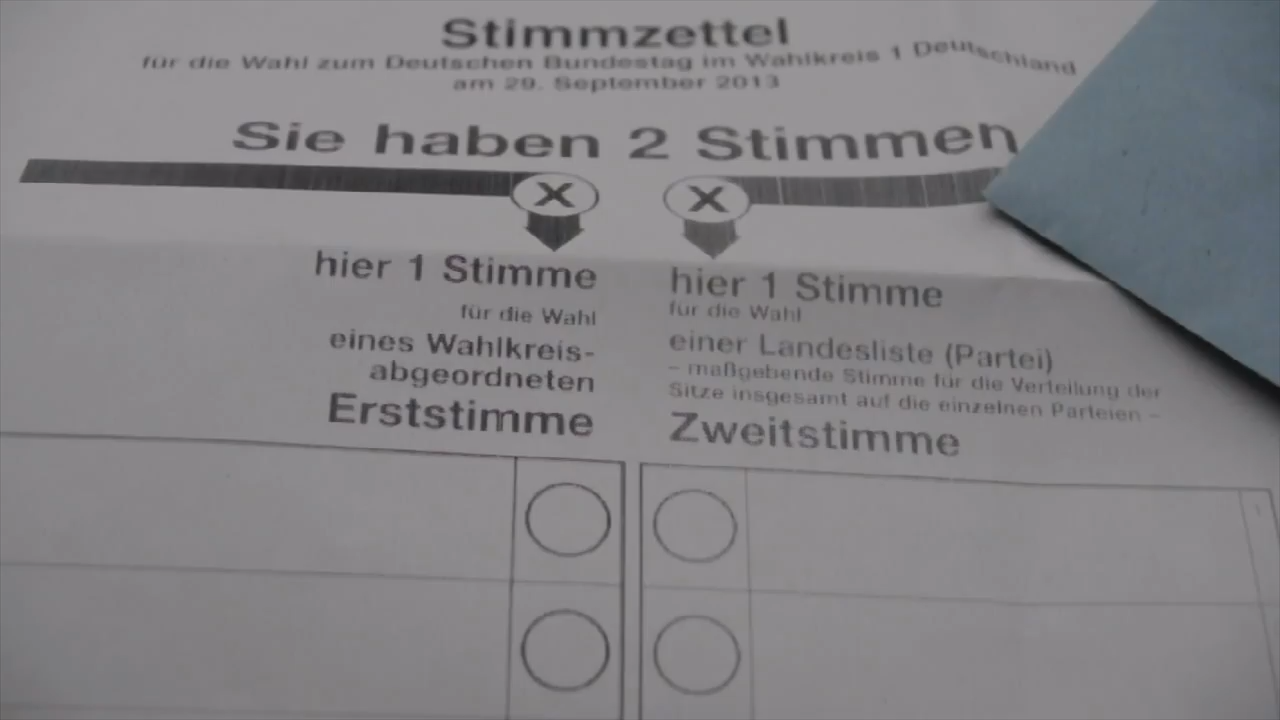 Stimmzettel
für die Wahl zum Deutschen Bundestag im Wahlkreis 1 Deutschland
am 29. September 2013
Sie haben 2 Stimmen
X X
hier 1 Stimme
für die Wahl
eines Wahlkreis-
abgeordneten
Erststimme
hier 1 Stimme
für die Wahl
einer Landesliste (Partei)
– maßgebende Stimme für die Verteilung der
Sitze insgesamt auf die einzelnen Parteien –
Zweitstimme
1